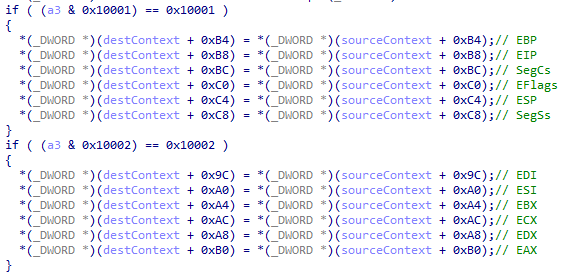 if ( (a3 & 0x10001) == 0x10001 )
{
  *(_DWORD *)(destContext + 0xB4) = *(_DWORD *)(sourceContext + 0xB4);// EBP
  *(_DWORD *)(destContext + 0xB8) = *(_DWORD *)(sourceContext + 0xB8);// EIP
  *(_DWORD *)(destContext + 0xBC) = *(_DWORD *)(sourceContext + 0xBC);// SegCs
  *(_DWORD *)(destContext + 0xC0) = *(_DWORD *)(sourceContext + 0xC0);// EFlags
  *(_DWORD *)(destContext + 0xC4) = *(_DWORD *)(sourceContext + 0xC4);// ESP
  *(_DWORD *)(destContext + 0xC8) = *(_DWORD *)(sourceContext + 0xC8);// SegSs
}
if ( (a3 & 0x10002) == 0x10002 )
{
  *(_DWORD *)(destContext + 0x9C) = *(_DWORD *)(sourceContext + 0x9C);// EDI
  *(_DWORD *)(destContext + 0xA0) = *(_DWORD *)(sourceContext + 0xA0);// ESI
  *(_DWORD *)(destContext + 0xA4) = *(_DWORD *)(sourceContext + 0xA4);// EBX
  *(_DWORD *)(destContext + 0xAC) = *(_DWORD *)(sourceContext + 0xAC);// ECX
  *(_DWORD *)(destContext + 0xA8) = *(_DWORD *)(sourceContext + 0xA8);// EDX
  *(_DWORD *)(destContext + 0xB0) = *(_DWORD *)(sourceContext + 0xB0);// EAX
}